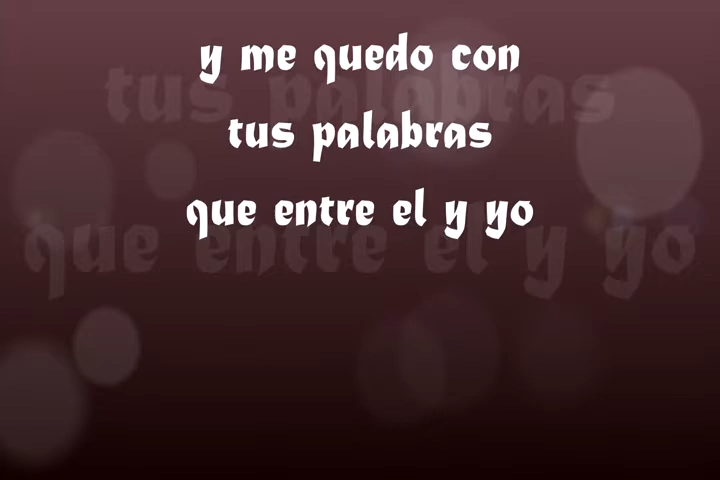 y me quedo con
tus palabras
que entre el y yo